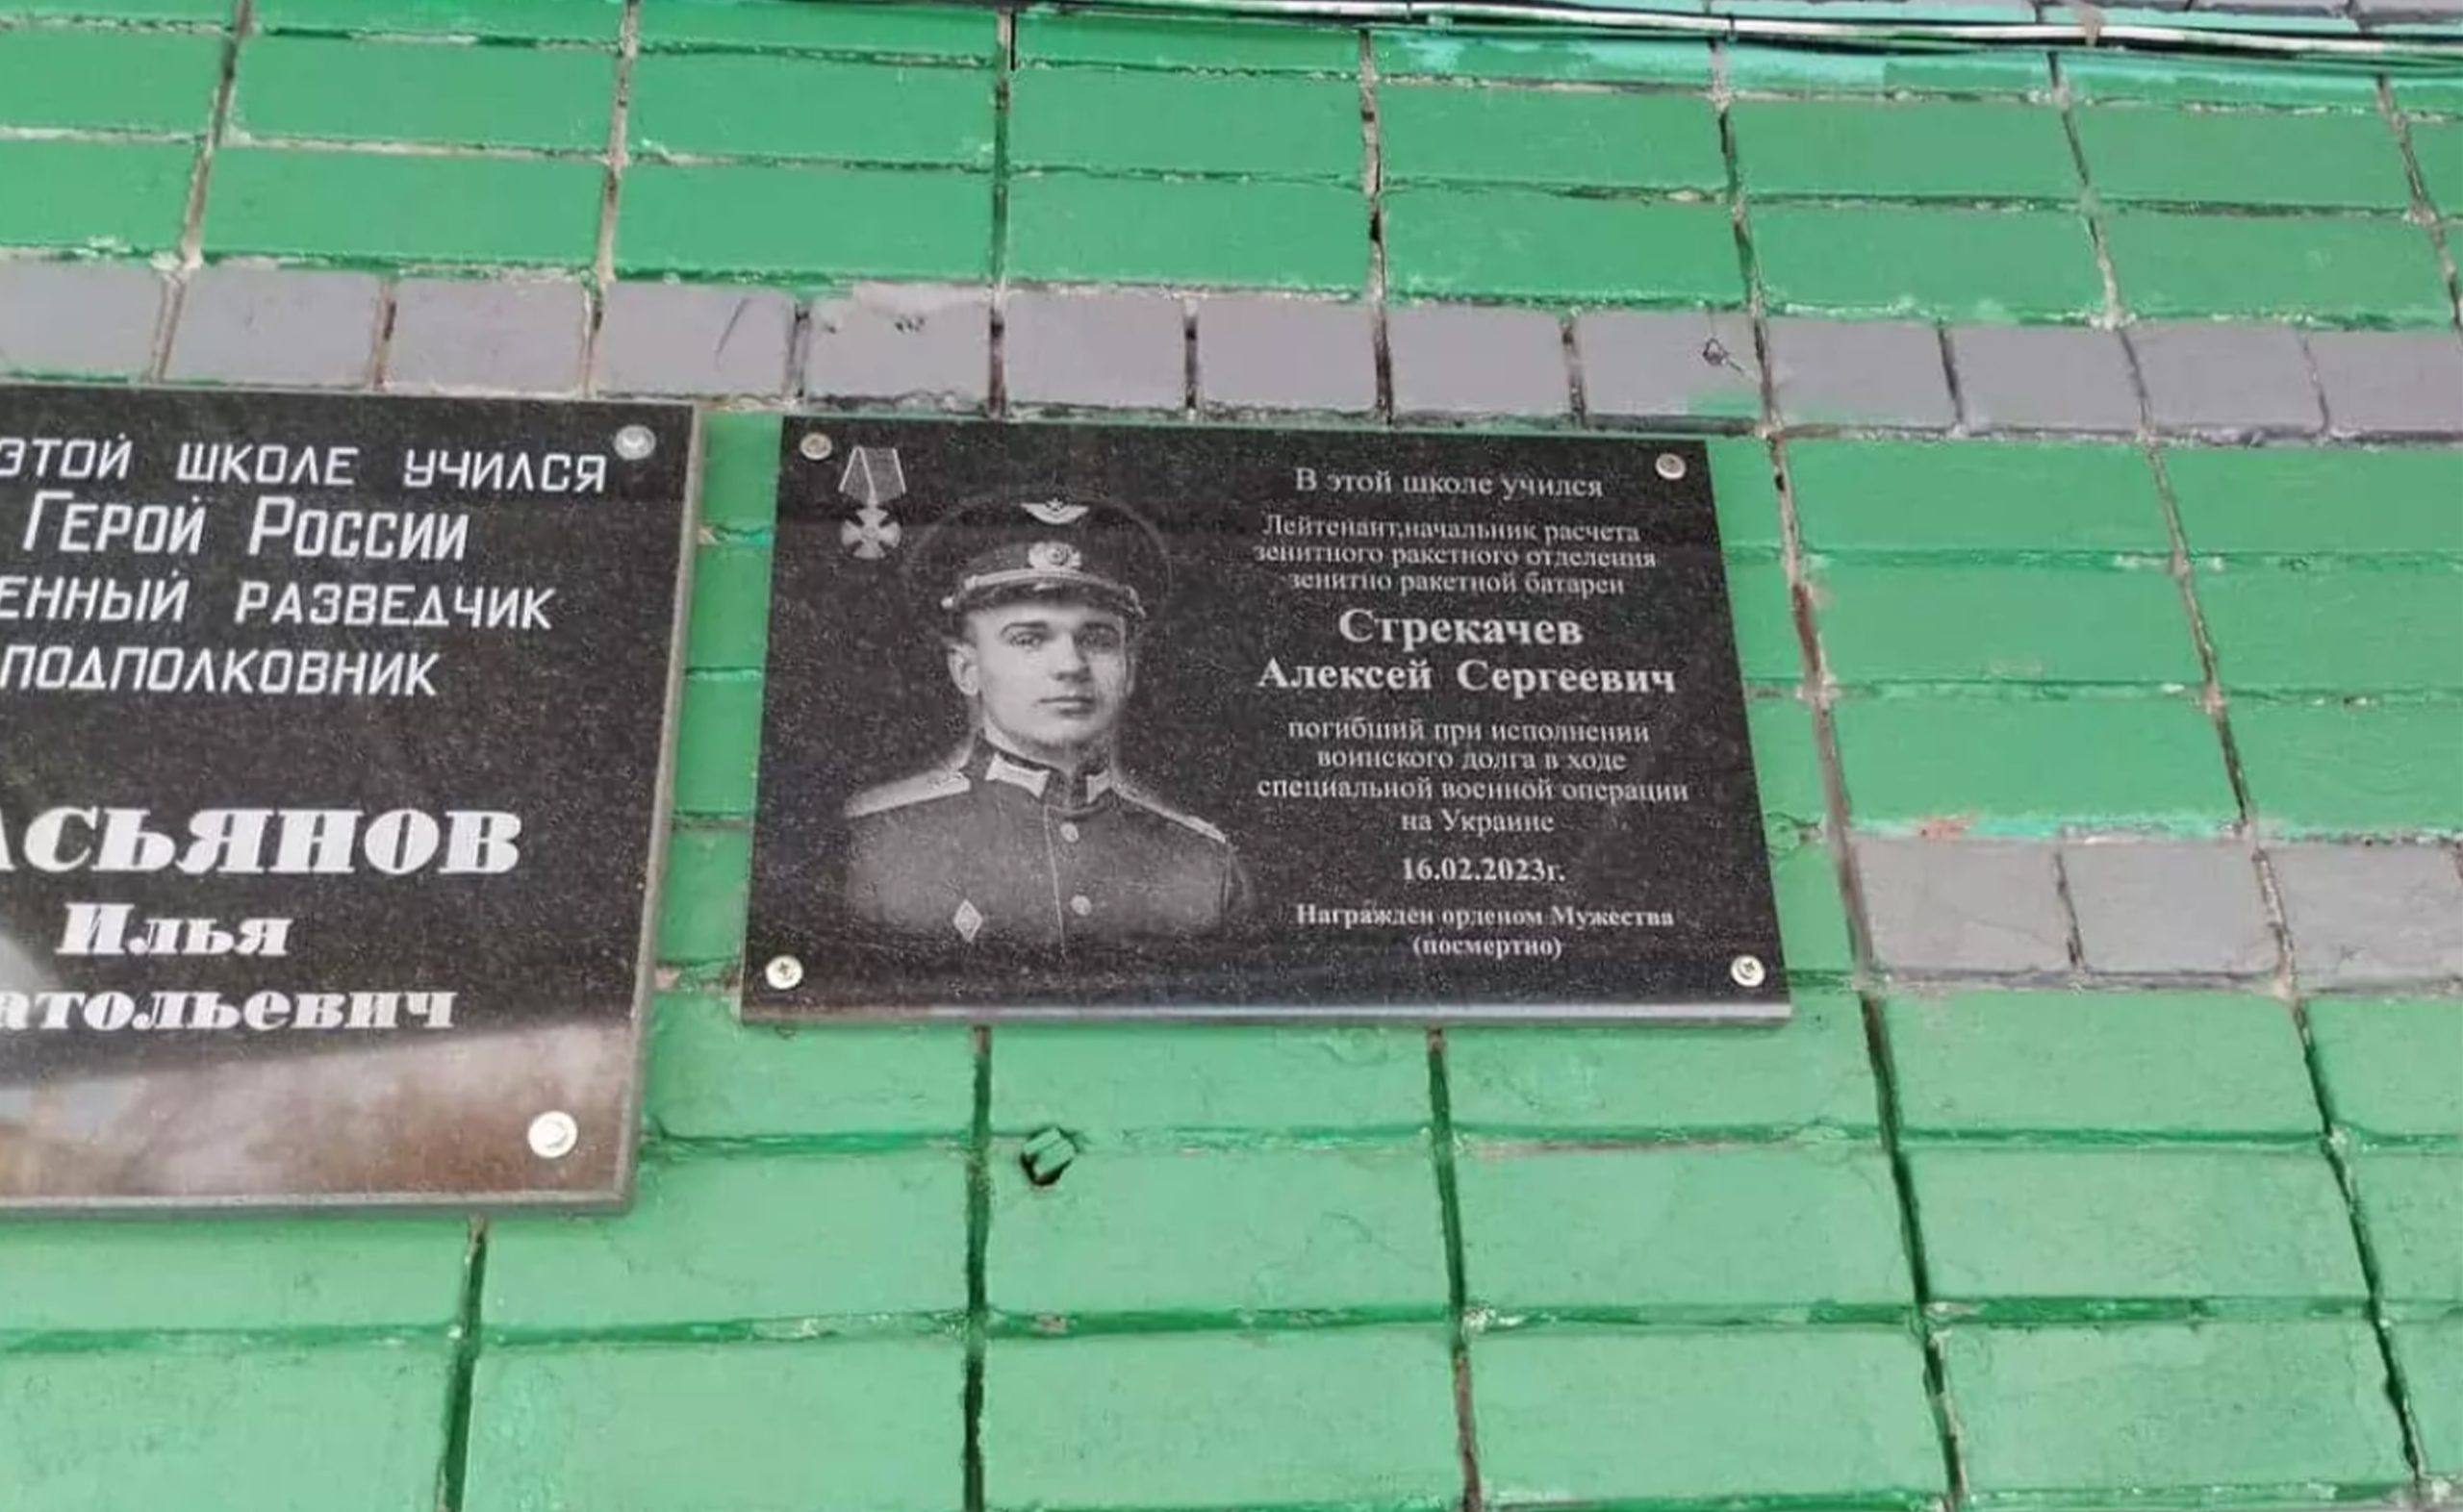 ЭТОЙ ШКОЛЕ УЧИЛСЯ
ГЕРОЙ РОССИИ
ЕННЫЙ РАЗВЕДЧИК
ПОДПОЛКОВНИК
АСЬЯНОВ
Илья
атольевич
В этой школе учился
Лейтенант,начальник расчета
зенитного ракетного отделения
зенитно ракетной батареи
Стрекачев
Алексей Сергеевич
погибший при исполнении
воинского долга в ходе
специальной военной операции
на Украине
16.02.2023г.
Награжден орденом Мужества
(посмертно)